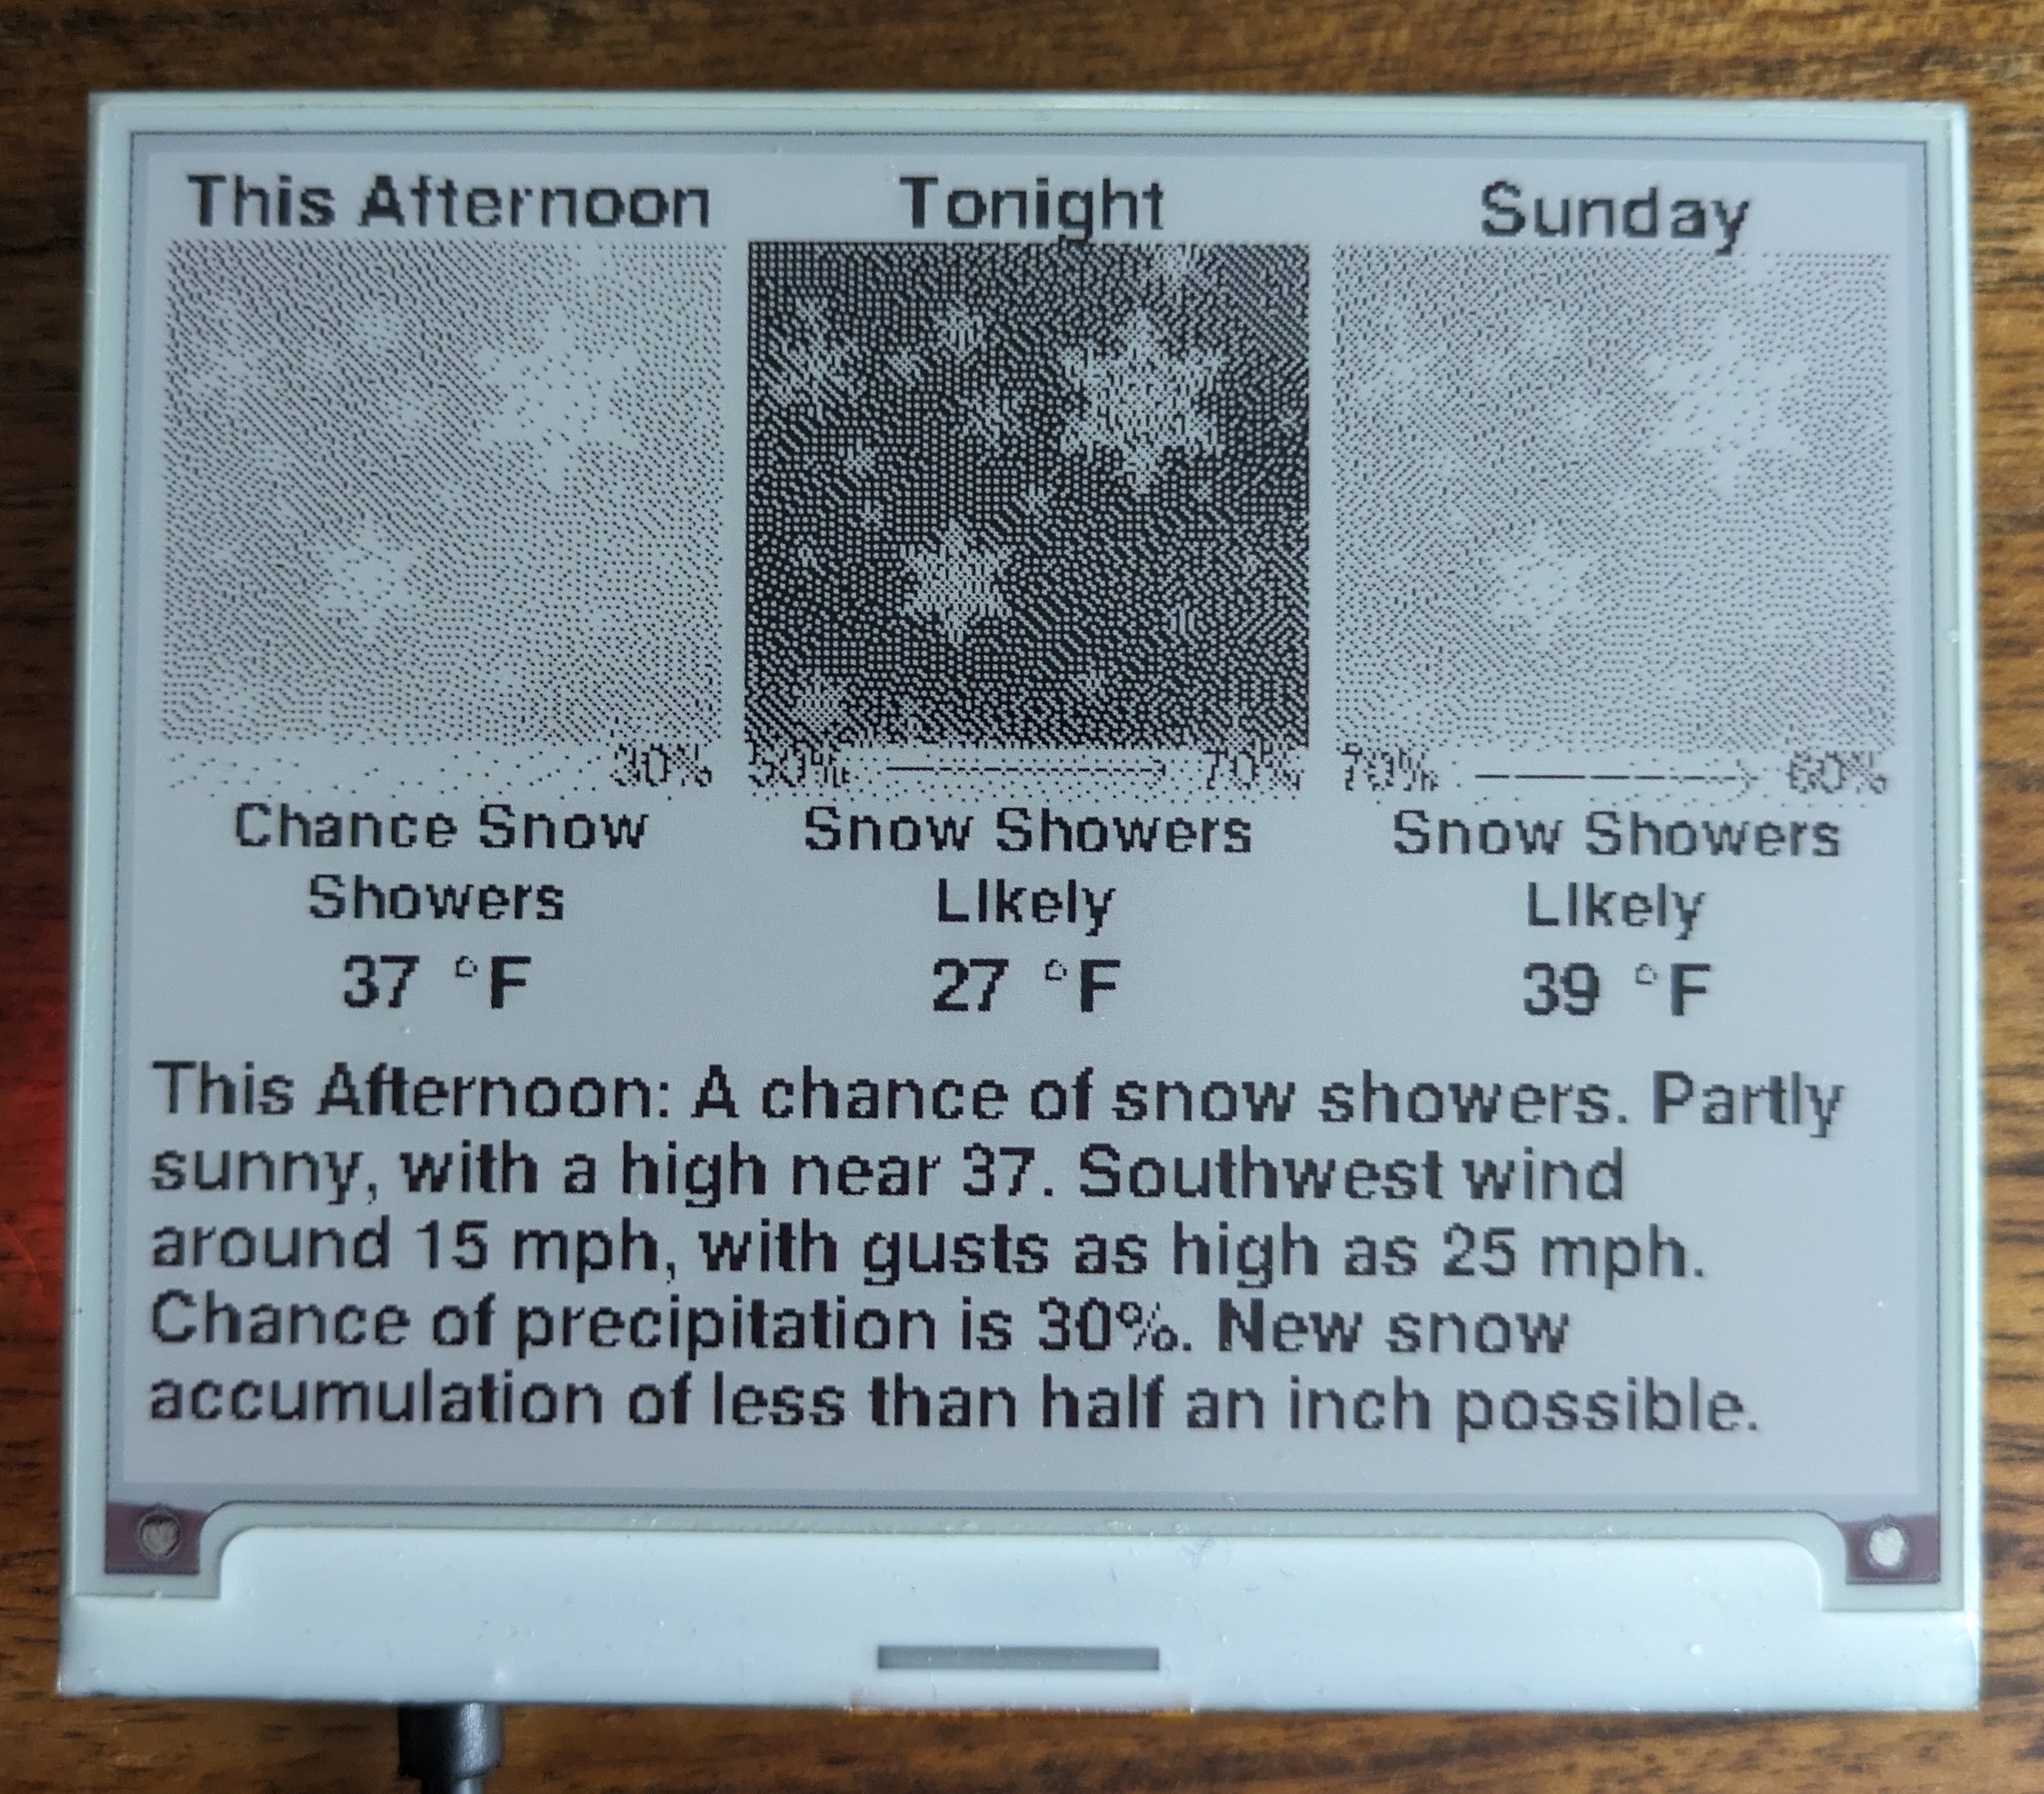 This Afternoon
Tonight
Sunday
30%
50% 70%
70% 60%
Chance Snow
Showers
37 °F
Snow Showers
LIkely
27 °F
Snow Showers
LIkely
39 °F
This Afternoon: A chance of snow showers. Partly
sunny, with a high near 37. Southwest wind
around 15 mph, with gusts as high as 25 mph.
Chance of precipitation is 30%. New snow
accumulation of less than half an inch possible.